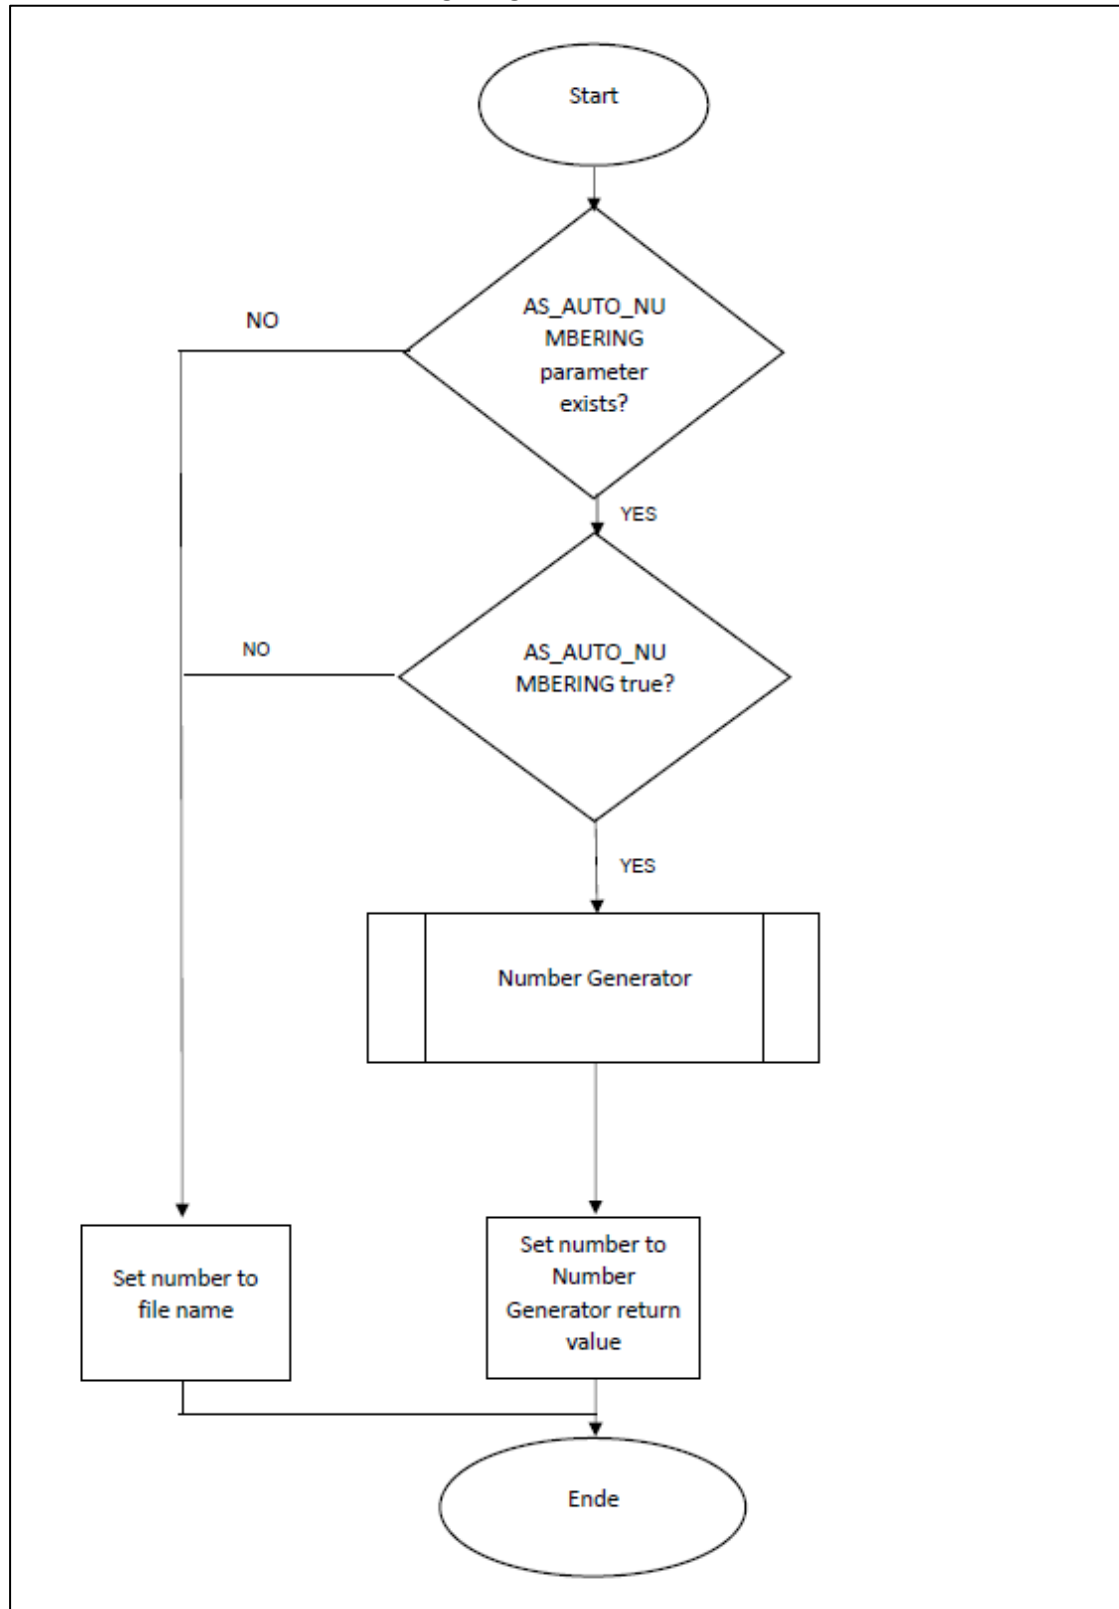 Start
AS_AUTO_NU
MBERING
parameter
exists?
NO
YES
AS_AUTO_NU
MBERING true?
NO
YES
Number Generator
Set number to
file name
Set number to
Number
Generator return
value
Ende